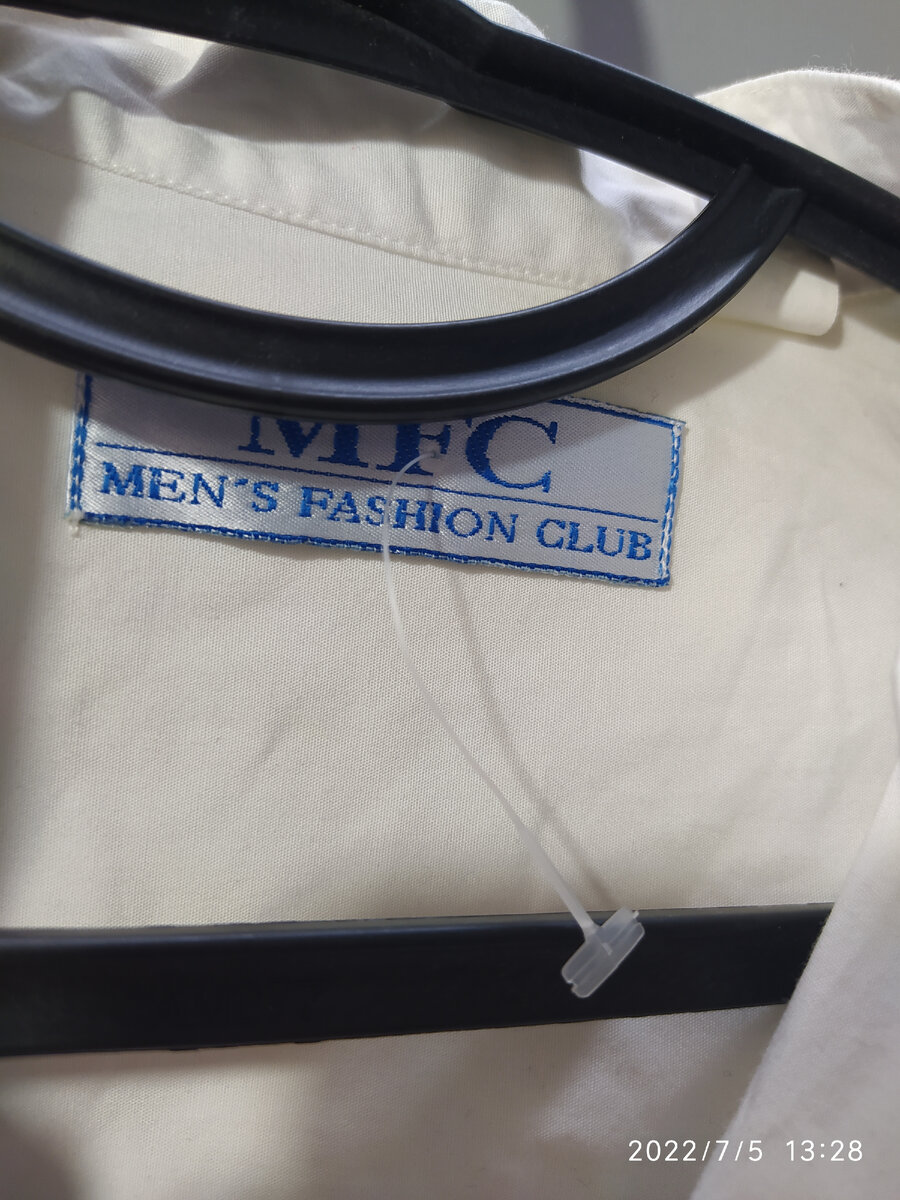 MFC
MEN´S FASHION CLUB
2022/7/5 13:28